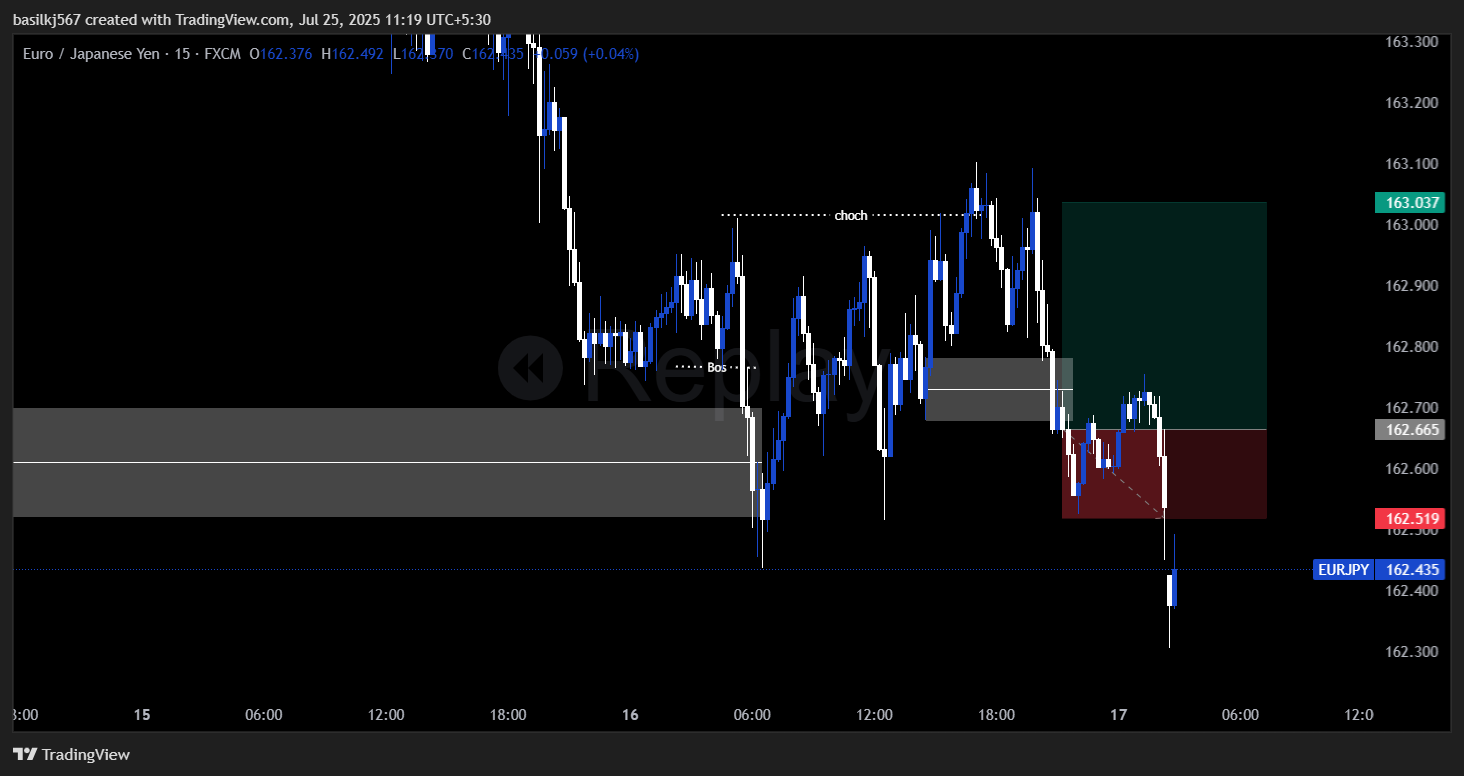 basilkj567 created with TradingView.com, Jul 25, 2025 11:19 UTC+5:30
Euro / Japanese Yen · 15 · FXCM O162.376 H162.492 L162.370 C162.435 +0.059 (+0.04%)
163.300
163.200
163.100
163.037
163.000
choch
162.900
162.800
Replay
Bos
162.700
162.665
162.600
162.519
162.500
EURJPY 162.435
162.400
162.300
15 06:00 12:00 18:00 16 06:00 12:00 18:00 17 06:00
TradingView